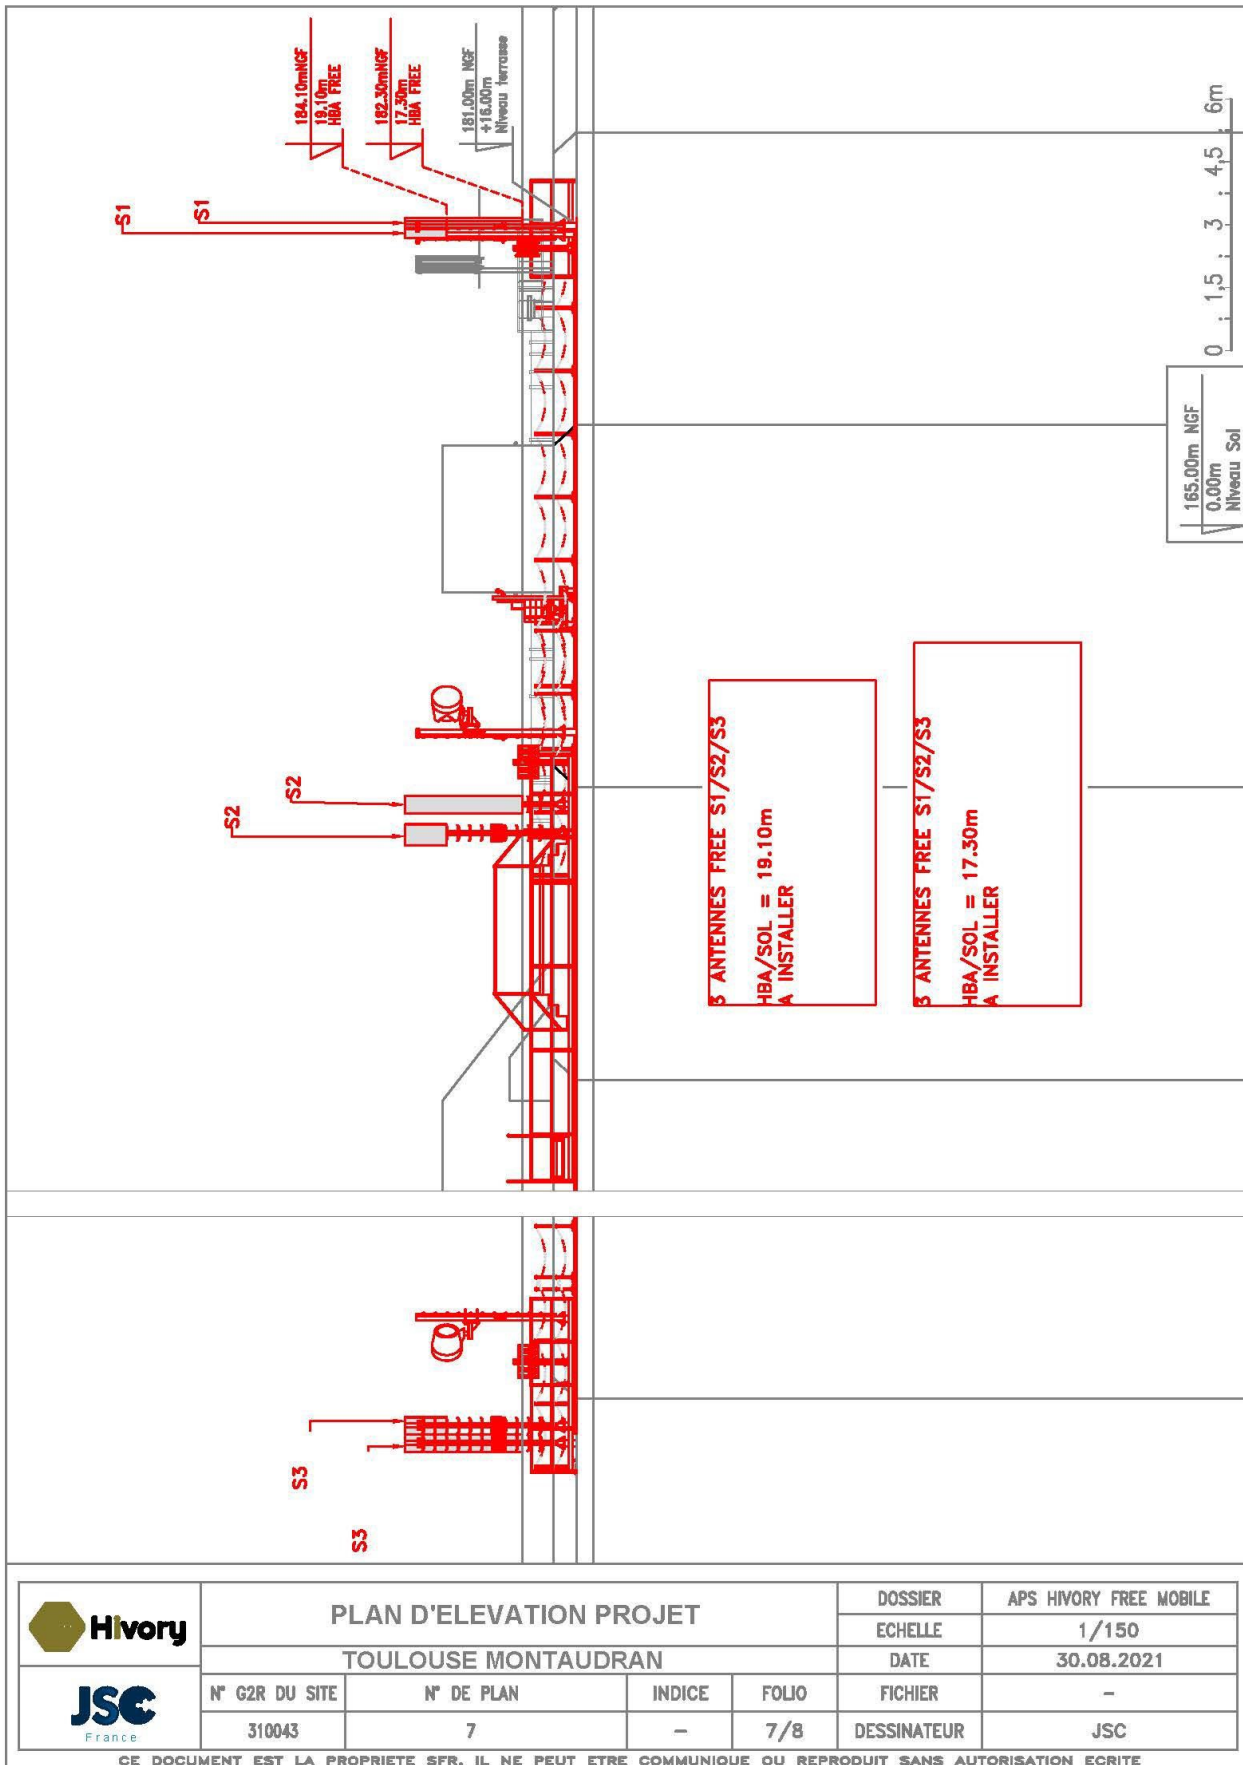 184.10mNGF
19.10m
HBA FREE
182.30mNGF
17.30m
HBA FREE
181.00m NGF
+16.00m
Niveau terrasse
S1
S1
S2
S2
S3
S3
0 1,5 3 4,5 6m
165.00m NGF
0.00m
Niveau Sol
3 ANTENNES FREE S1/S2/S3
HBA/SOL = 19.10m
A INSTALLER
3 ANTENNES FREE S1/S2/S3
HBA/SOL = 17.30m
A INSTALLER
Hivory
JSC
France
PLAN D'ELEVATION PROJET
TOULOUSE MONTAUDRAN
N° G2R DU SITE
N° DE PLAN
INDICE
FOLIO
310043
7
-
7/8
DOSSIER
APS HIVORY FREE MOBILE
ECHELLE
1/150
DATE
30.08.2021
FICHIER
-
DESSINATEUR
JSC
CE DOCUMENT EST LA PROPRIETE SFR. IL NE PEUT ETRE COMMUNIQUE OU REPRODUIT SANS AUTORISATION ECRITE